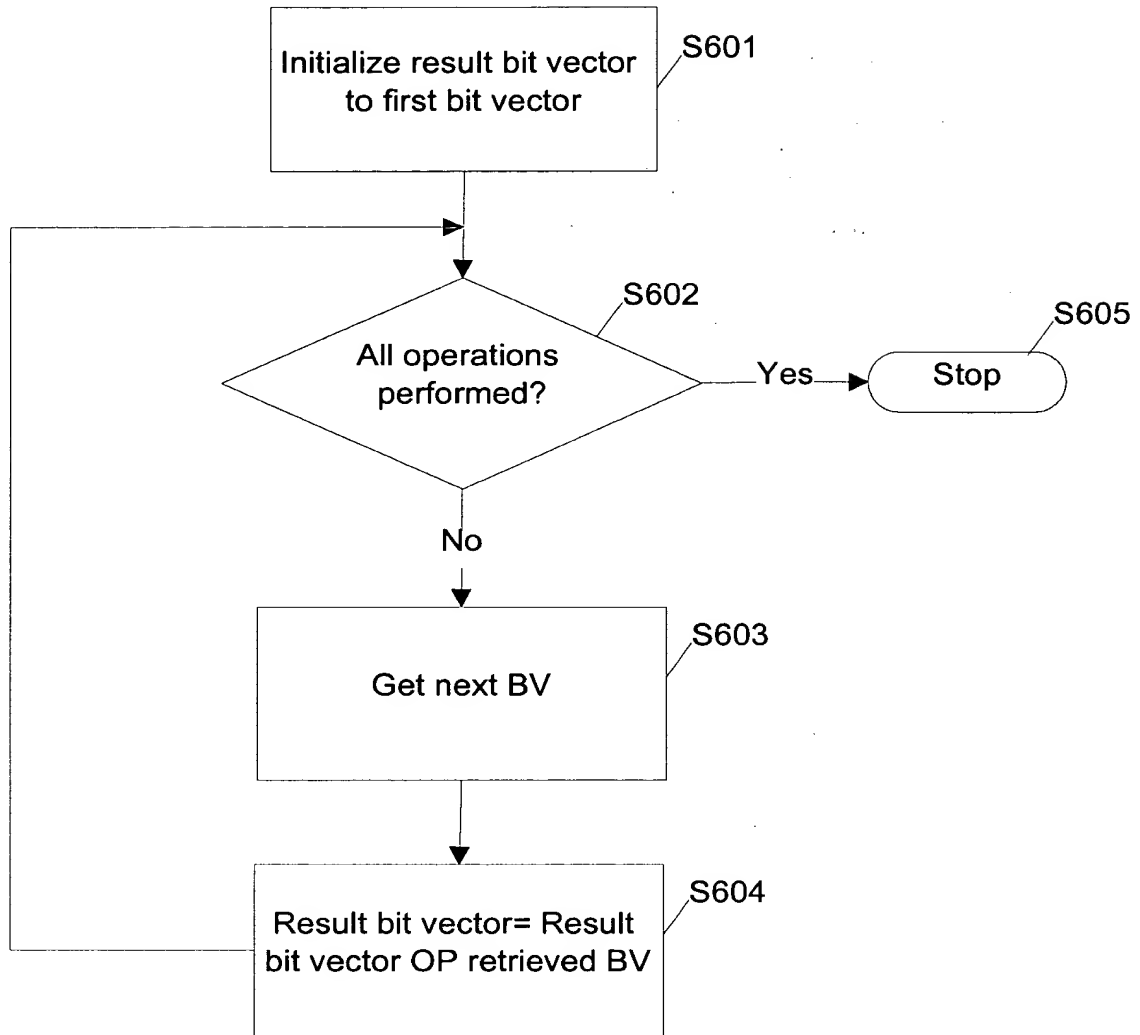 Initialize result bit vector
to first bit vector
S601
All operations
performed?
S602
Yes
Stop
S605
No
Get next BV
S603
Result bit vector= Result
bit vector OP retrieved BV
S604